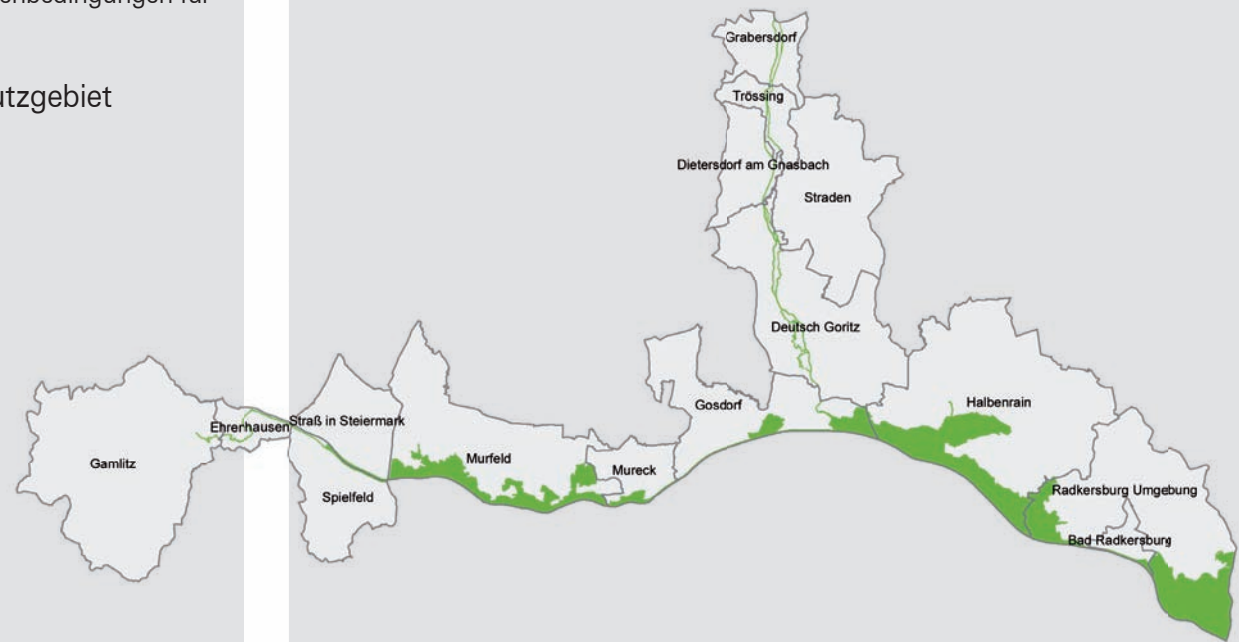 utzgebiet
Grabersdorf
Trössing
Dietersdorf am Gnasbach
Straden
Deutsch Goritz
Halbenrain
Gosdorf
Straß in Steiermark
Ehrenhausen
Gamlitz
Murfeld
Mureck
Spielfeld
Radkersburg Umgebung
Bad Radkersburg